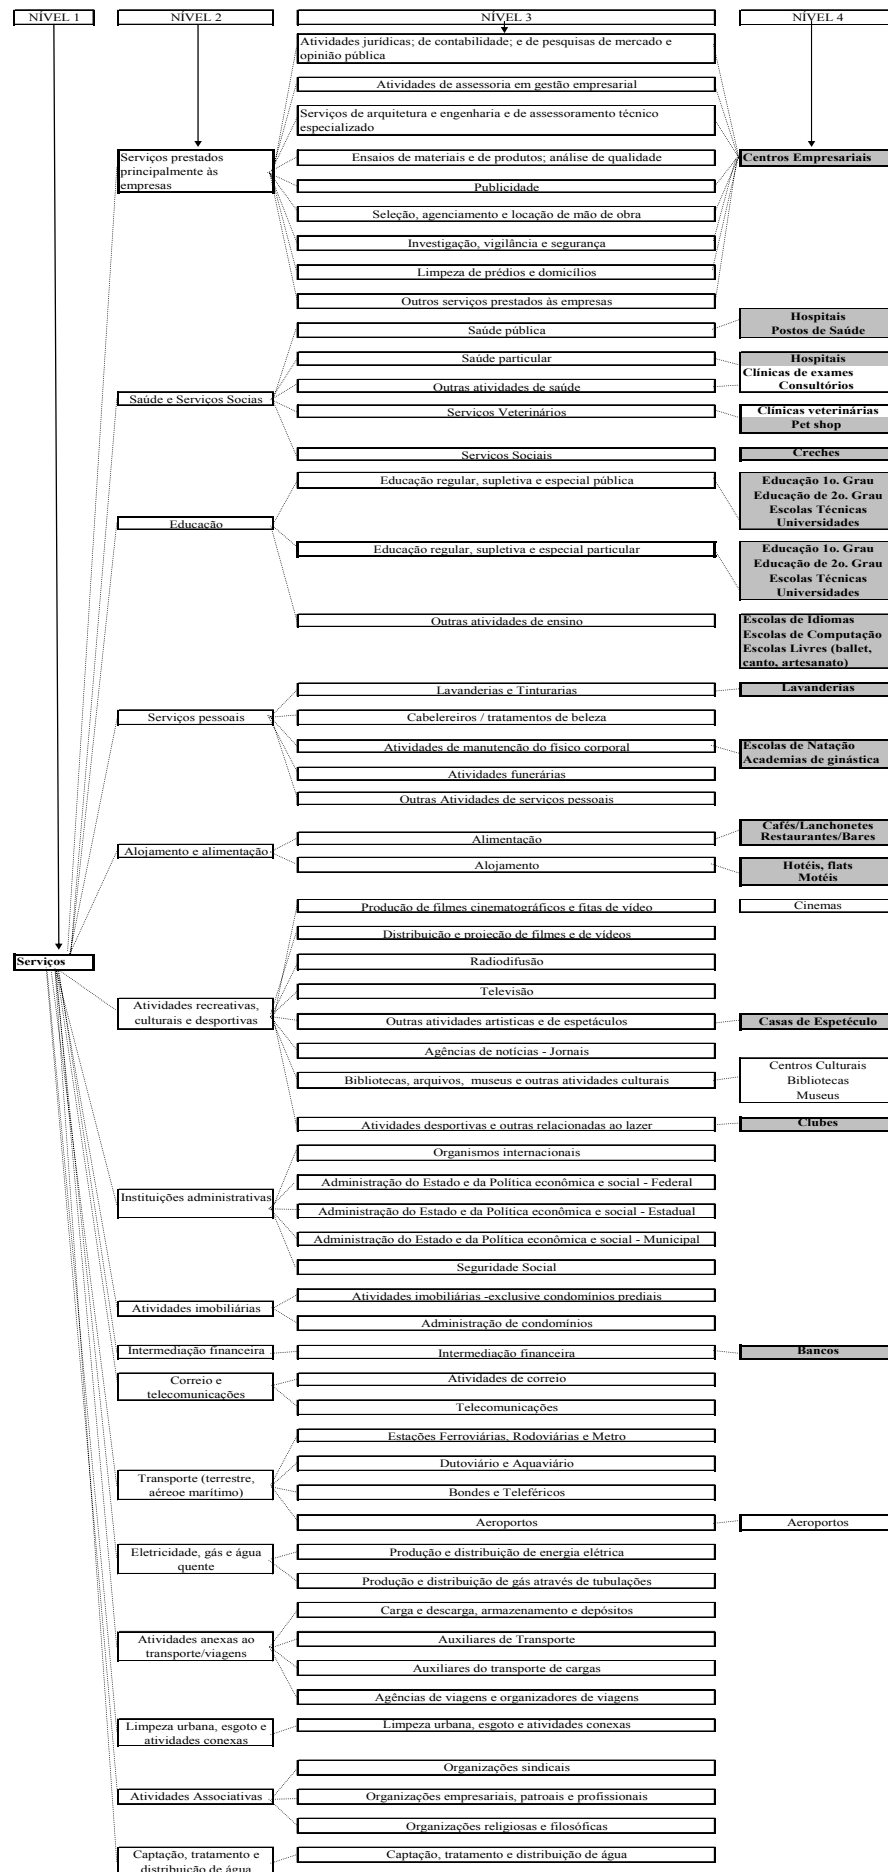 NÍVEL 1
NÍVEL 2
NÍVEL 3
NÍVEL 4
Atividades jurídicas; de contabilidade; e de pesquisas de mercado e
opinião pública
Atividades de assessoria em gestão empresarial
Serviços de arquitetura e engenharia e de assessoramento técnico
especializado
Serviços prestados
principalmente às
empresas
Ensaios de materiais e de produtos; análise de qualidade
Centros Empresariais
Publicidade
Seleção, agenciamento e locação de mão de obra
Investigação, vigilância e segurança
Limpeza de prédios e domicílios
Outros serviços prestados às empresas
Saúde pública
Hospitais
Postos de Saúde
Saúde particular
Hospitais
Clínicas de exames
Consultórios
Saúde e Serviços Socias
Outras atividades de saúde
Serviços Veterinários
Clínicas veterinárias
Pet shop
Serviços Sociais
Creches
Educação regular, supletiva e especial pública
Educação 1o. Grau
Educação de 2o. Grau
Escolas Técnicas
Universidades
Educação
Educação regular, supletiva e especial particular
Educação 1o. Grau
Educação de 2o. Grau
Escolas Técnicas
Universidades
Outras atividades de ensino
Escolas de Idiomas
Escolas de Computação
Escolas Livres (ballet,
canto, artesanato)
Lavanderias e Tinturarias
Lavanderias
Serviços pessoais
Cabelereiros / tratamentos de beleza
Atividades de manutenção do físico corporal
Escolas de Natação
Academias de ginástica
Atividades funerárias
Outras Atividades de serviços pessoais
Alojamento e alimentação
Alimentação
Cafés/Lanchonetes
Restaurantes/Bares
Alojamento
Hotéis, flats
Motéis
Produção de filmes cinematográficos e fitas de vídeo
Cinemas
Distribuição e projeção de filmes e de vídeos
Serviços
Radiodifusão
Televisão
Atividades recreativas,
culturais e desportivas
Outras atividades artisticas e de espetáculos
Casas de Espetéculo
Agências de notícias - Jornais
Bibliotecas, arquivos, museus e outras atividades culturais
Centros Culturais
Bibliotecas
Museus
Atividades desportivas e outras relacionadas ao lazer
Clubes
Organismos internacionais
Instituições administrativas
Administração do Estado e da Política econômica e social - Federal
Administração do Estado e da Política econômica e social - Estadual
Administração do Estado e da Política econômica e social - Municipal
Seguridade Social
Atividades imobiliárias
Atividades imobiliárias -exclusive condomínios prediais
Administração de condomínios
Intermediação financeira
Intermediação financeira
Bancos
Correio e
telecomunicações
Atividades de correio
Telecomunicações
Estações Ferroviárias, Rodoviárias e Metro
Transporte (terrestre,
aéreoe marítimo)
Dutoviário e Aquaviário
Bondes e Teleféricos
Aeroportos
Aeroportos
Eletricidade, gás e água
quente
Produção e distribuição de energia elétrica
Produção e distribuição de gás através de tubulações
Carga e descarga, armazenamento e depósitos
Atividades anexas ao
transporte/viagens
Auxiliares de Transporte
Auxiliares do transporte de cargas
Agências de viagens e organizadores de viagens
Limpeza urbana, esgoto e
atividades conexas
Limpeza urbana, esgoto e atividades conexas
Organizações sindicais
Atividades Associativas
Organizações empresariais, patroais e profissionais
Organizações religiosas e filosóficas
Captação, tratamento e
distribuição de água
Captação, tratamento e distribuição de água